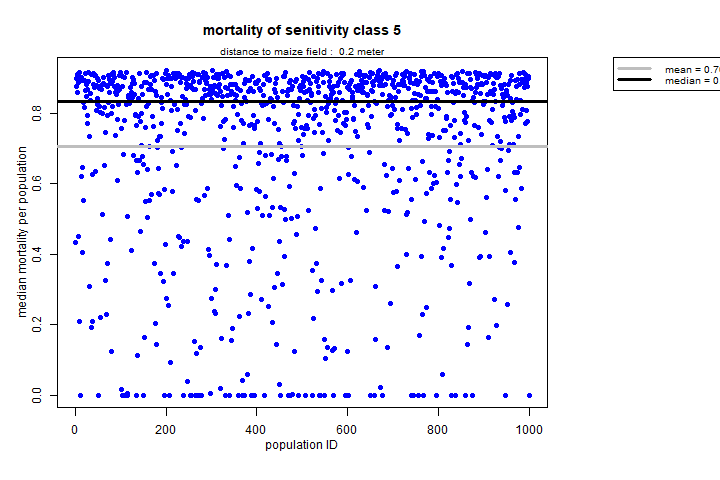 mortality of senitivity class 5
distance to maize field : 0.2 meter
mean = 0.70
median = 0
median mortality per population
0.0
0.2
0.4
0.6
0.8
0
200
400
600
800
1000
population ID